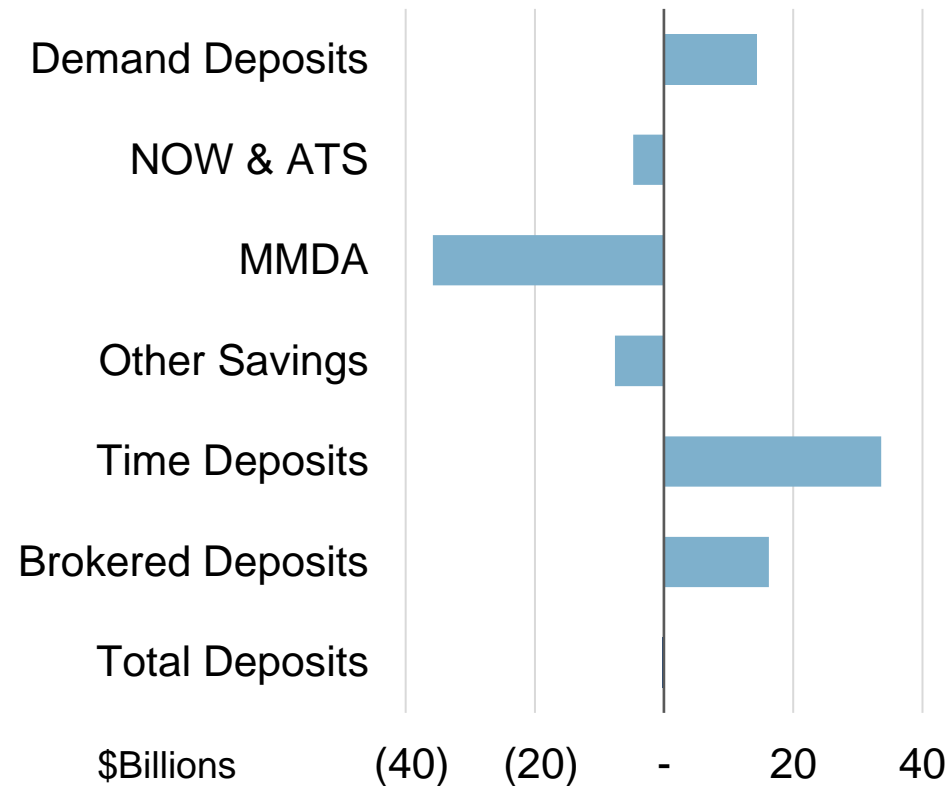 Demand Deposits
NOW & ATS
MMDA
Other Savings
Time Deposits
Brokered Deposits
Total Deposits
$Billions (40) (20) - 20 40